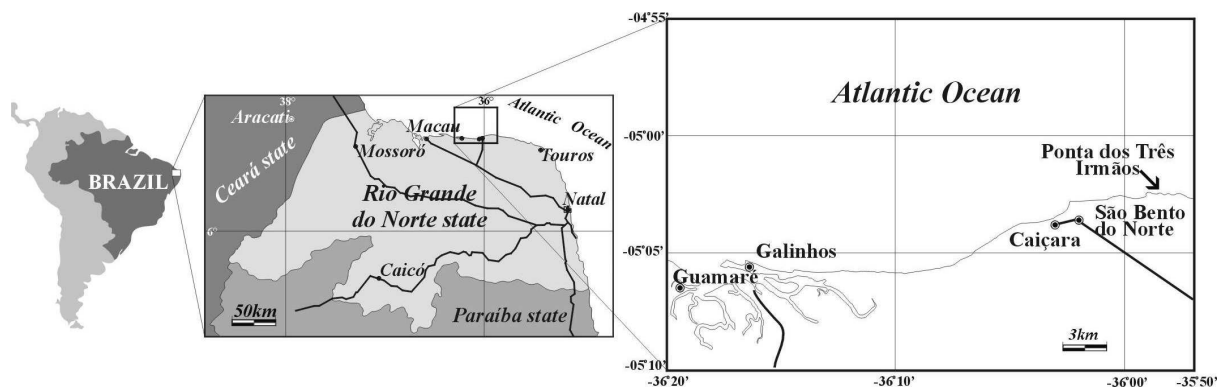 BRAZIL
38°
36°
Aracati
Ceará state
Macau
Mossoró
Atlantic Ocean
Touros
Rio Grande
do Norte state
Natal
6°
Caicó
50km
Paraíba state
-04°55'
Atlantic Ocean
-05°00'
Ponta dos Três
Irmãos
São Bento
do Norte
Caiçara
-05°05'
Galinhos
Guamaré
3km
-05°10'
-36°20'
-36°10'
-36°00'
-35°50'